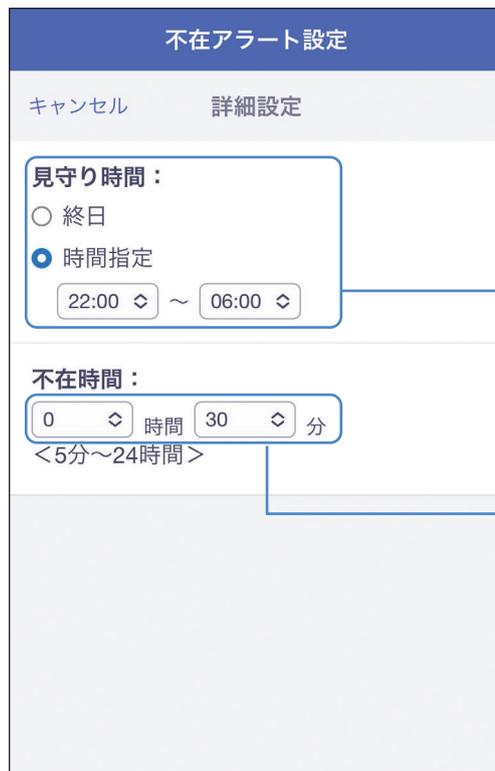 不在アラート設定
キャンセル 詳細設定
見守り時間：
終日
時間指定
22:00 ～ 06:00
不在時間：
0 時間 30 分
＜5分～24時間＞